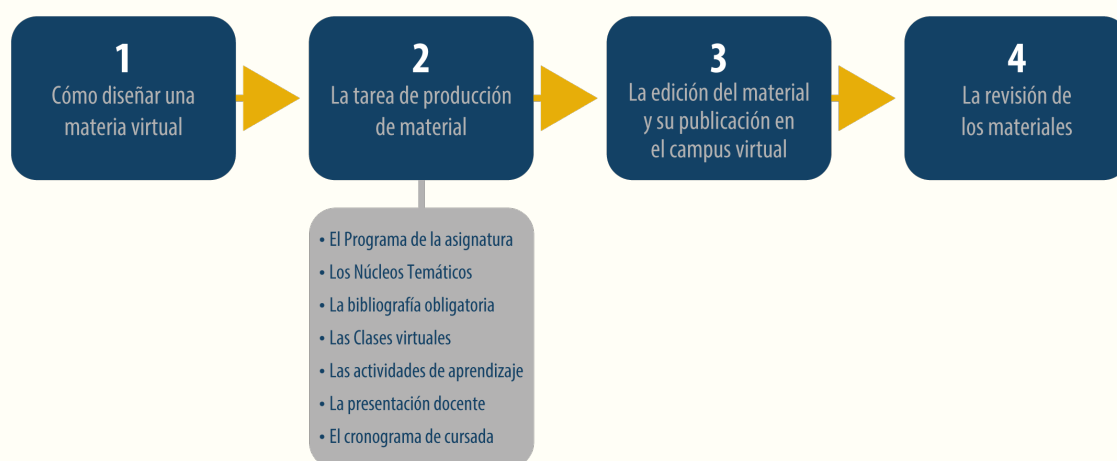 1
Cómo diseñar una
materia virtual
2
La tarea de producción
de material
3
La edición del material
y su publicación en
el campus virtual
4
La revisión de
los materiales
• El Programa de la asignatura
• Los Núcleos Temáticos
• La bibliografía obligatoria
• Las Clases virtuales
• Las actividades de aprendizaje
• La presentación docente
• El cronograma de cursada